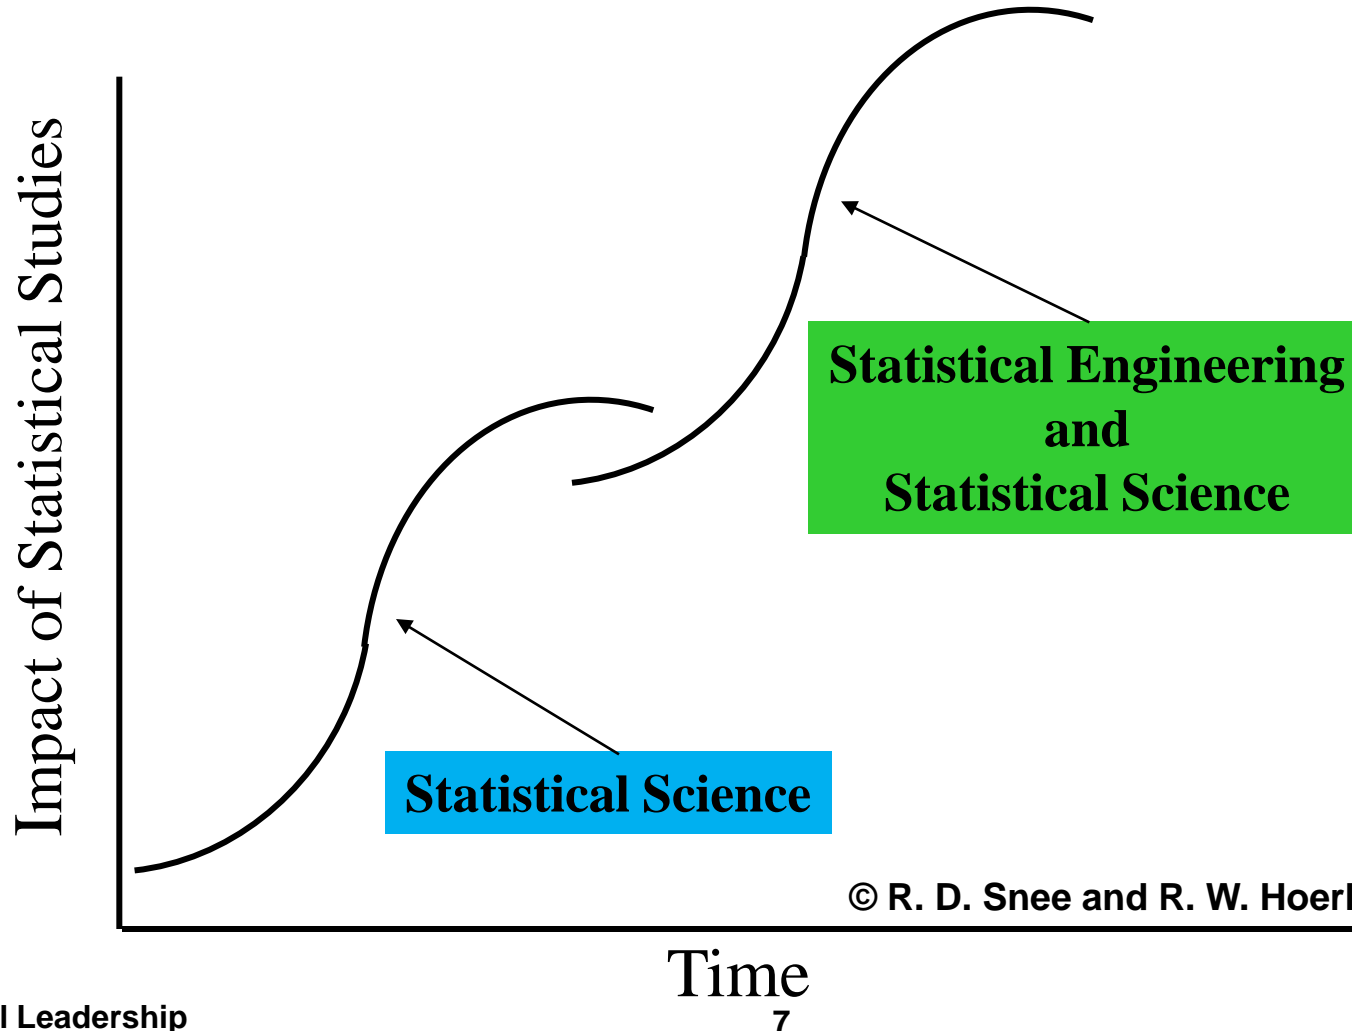 Impact of Statistical Studies
Statistical Engineering
and
Statistical Science
Statistical Science
© R. D. Snee and R. W. Hoerl
Time
l Leadership
7